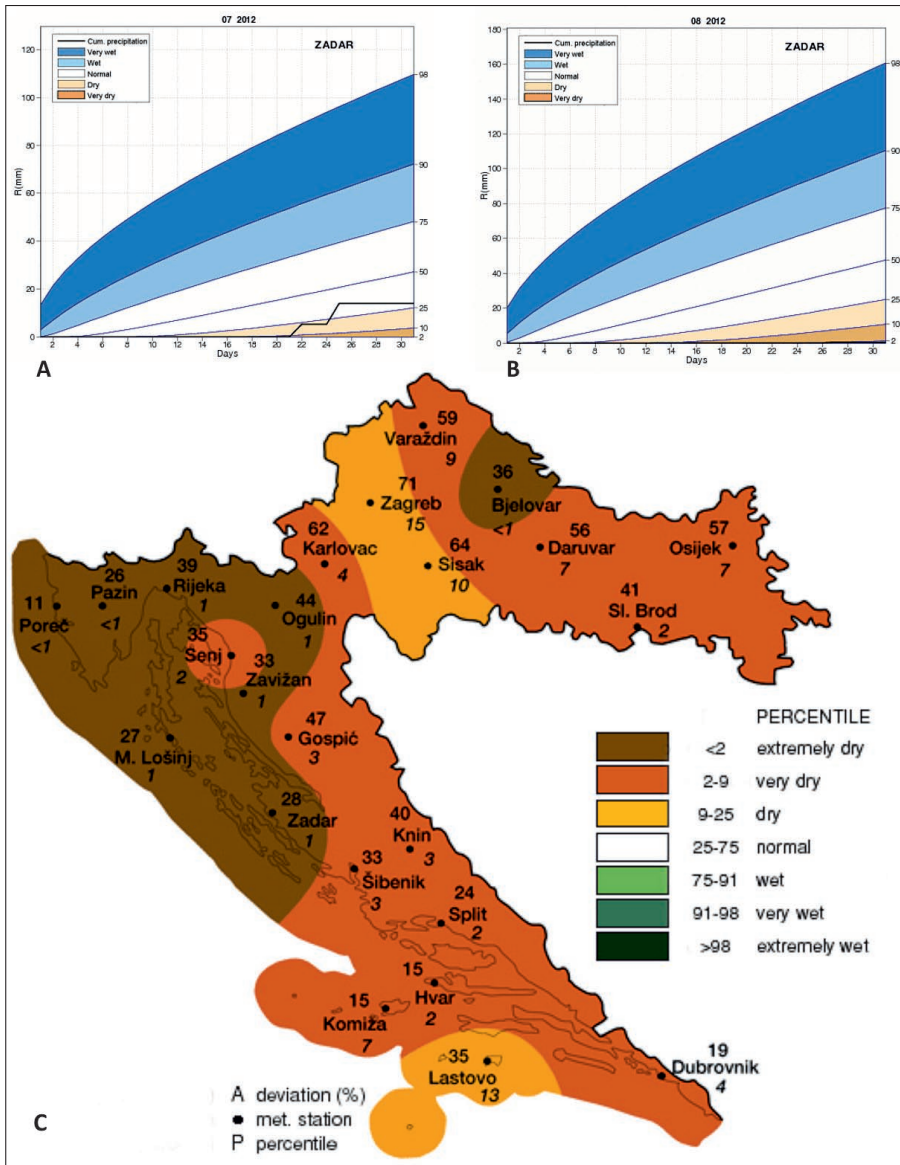 07 2012
ZADAR
Cum. precipitation
Very wet
Wet
Normal
Dry
Very dry
R(mm)
120
100
80
60
40
20
0
98
90
75
50
25
10
2
2 4 6 8 10 12 14 16 18 20 22 24 26 28 30
Days
A
08 2012
ZADAR
Cum. precipitation
Very wet
Wet
Normal
Dry
Very dry
R(mm)
180
160
140
120
100
80
60
40
20
0
98
90
75
50
25
10
2
2 4 6 8 10 12 14 16 18 20 22 24 26 28 30
Days
B
59
Varaždin
9
36
Bjelovar
<1
71
Zagreb
15
62
Karlovac
4
64
Sisak
10
56
Daruvar
7
57
Osijek
7
41
Sl. Brod
2
11
Poreč
<1
26
Pazin
<1
39
Rijeka
1
44
Ogulin
1
35
Senj
2
33
Zavižan
1
47
Gospić
3
27
M. Lošinj
1
28
Zadar
1
40
Knin
3
33
Šibenik
3
24
Split
2
15
Hvar
2
15
Komiža
7
35
Lastovo
13
19
Dubrovnik
4
PERCENTILE
<2 extremely dry
2-9 very dry
9-25 dry
25-75 normal
75-91 wet
91-98 very wet
>98 extremely wet
A deviation (%)
met. station
P percentile
C